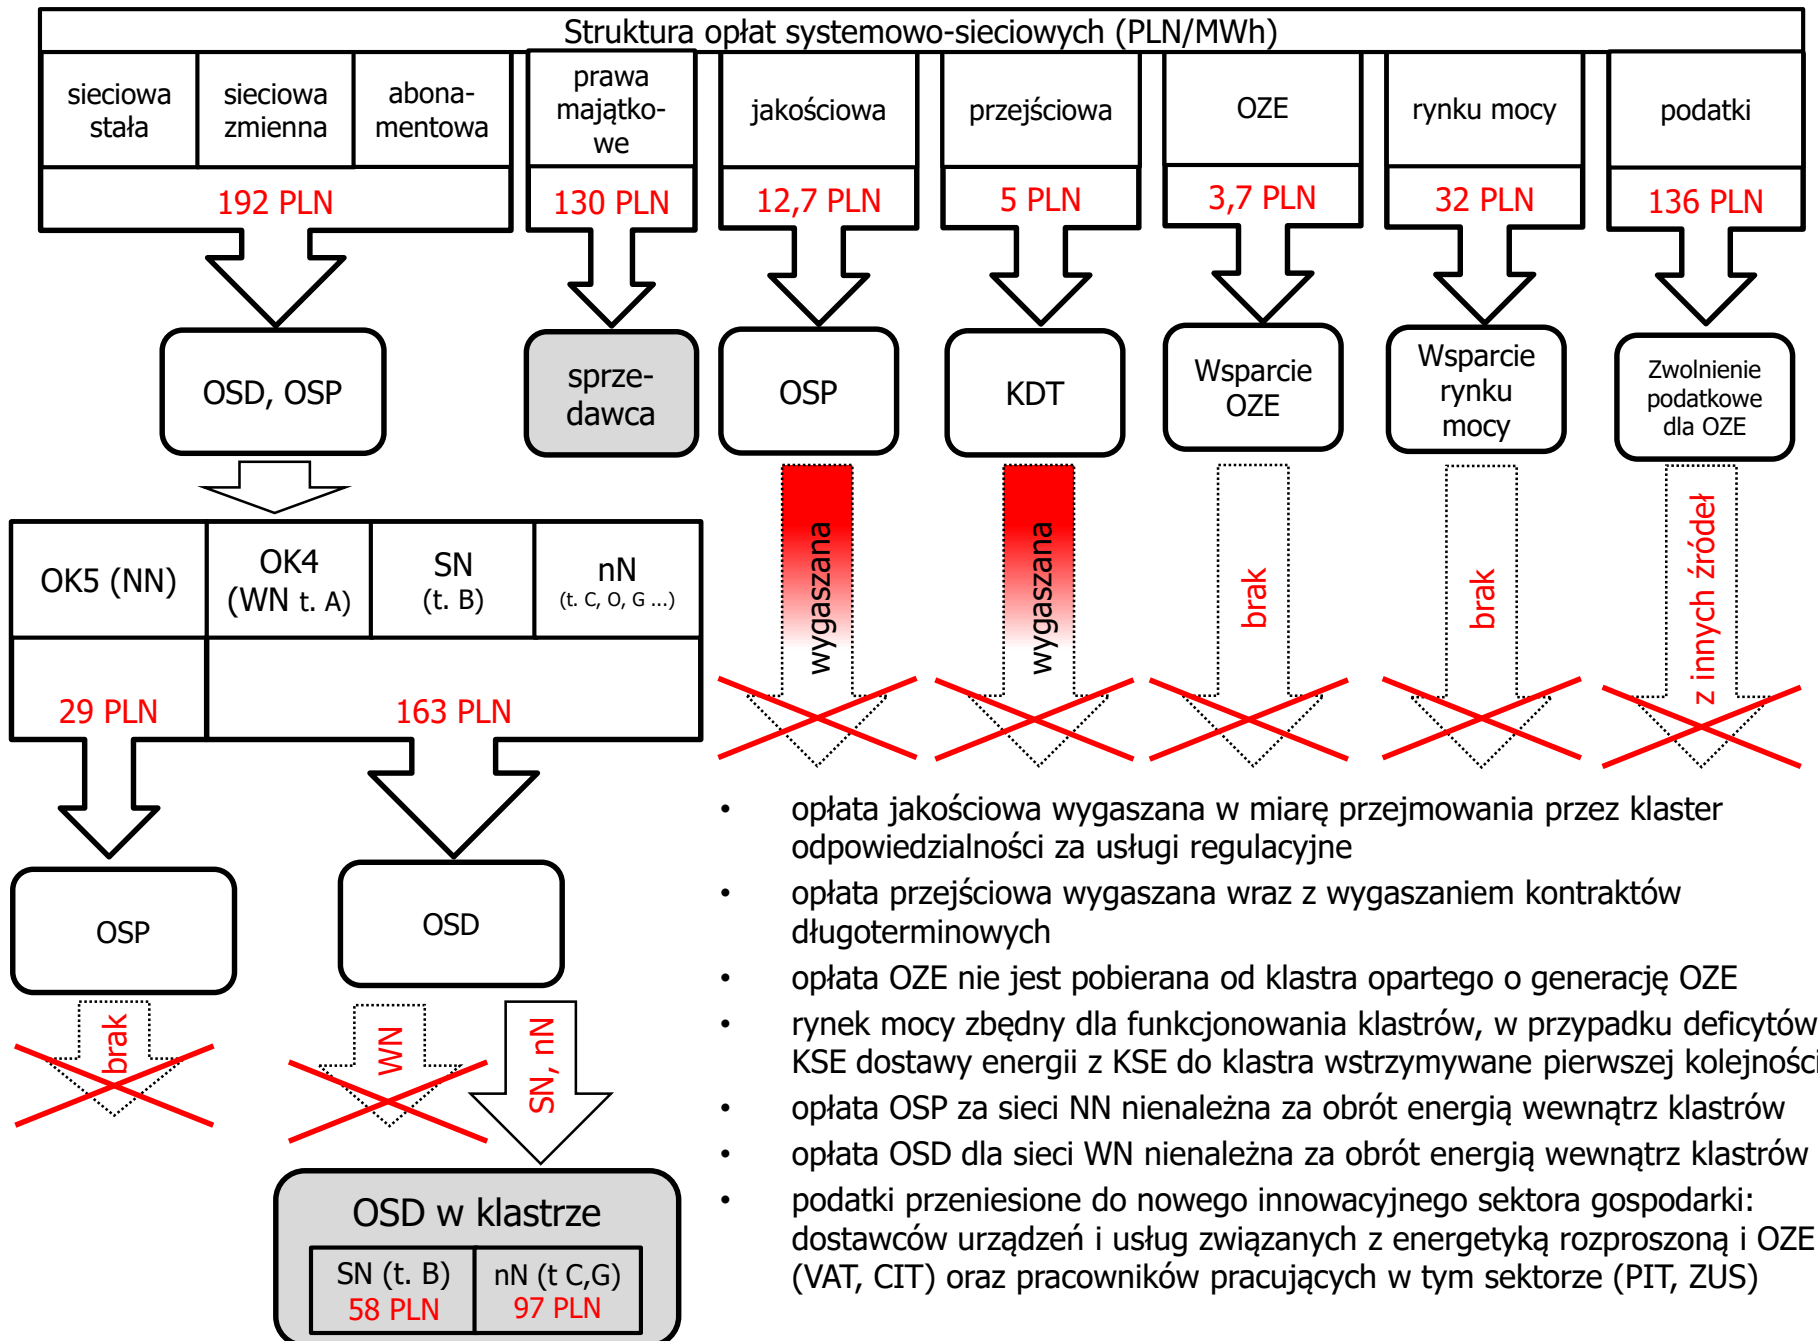 Struktura opłat systemowo-sieciowych (PLN/MWh)
sieciowa
stała
sieciowa
zmienna
abona-
mentowa
prawa
majątko-
we
jakościowa
przejściowa
OZE
rynku mocy
podatki
192 PLN
130 PLN
12,7 PLN
5 PLN
3,7 PLN
32 PLN
136 PLN
OSD, OSP
sprze-
dawca
OSP
KDT
Wsparcie
OZE
Wsparcie
rynku
mocy
Zwolnienie
podatkowe
dla OZE
wygaszana
wygaszana
brak
brak
z innych źródeł
OK5 (NN)
OK4
(WN t. A)
SN
(t. B)
nN
(t. C, O, G ...)
29 PLN
163 PLN
OSP
OSD
brak
WN
SN, nN
OSD w klastrze
SN (t. B)
58 PLN
nN (t C,G)
97 PLN
• opłata jakościowa wygaszana w miarę przejmowania przez klaster
odpowiedzialności za usługi regulacyjne
• opłata przejściowa wygaszana wraz z wygaszaniem kontraktów
długoterminowych
• opłata OZE nie jest pobierana od klastra opartego o generację OZE
• rynek mocy zbędny dla funkcjonowania klastrów, w przypadku deficytów
KSE dostawy energii z KSE do klastra wstrzymywane pierwszej kolejności
• opłata OSP za sieci NN nienależna za obrót energią wewnątrz klastrów
• opłata OSD dla sieci WN nienależna za obrót energią wewnątrz klastrów
• podatki przeniesione do nowego innowacyjnego sektora gospodarki:
dostawców urządzeń i usług związanych z energetyką rozproszoną i OZE
(VAT, CIT) oraz pracowników pracujących w tym sektorze (PIT, ZUS)